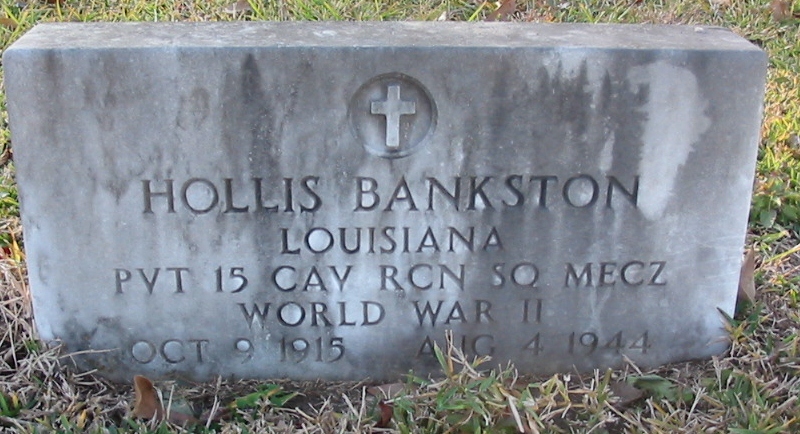 HOLLIS BANKSTON
LOUISIANA
PVT 15 CAV RCN SQ MECZ
WORLD WAR II
OCT 9 1915 AUG 4 1944